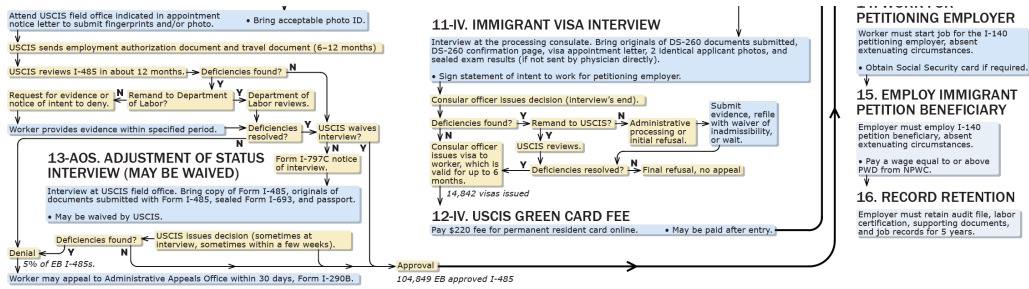 Attend USCIS field office indicated in appointment
notice letter to submit fingerprints and/or photo.
• Bring acceptable photo ID.
USCIS sends employment authorization document and travel document (6–12 months)
USCIS reviews I-485 in about 12 months.
Deficiencies found?
N
Y
Request for evidence or
notice of intent to deny.
N
Remand to Department
of Labor?
Y
Department of
Labor reviews.
Worker provides evidence within specified period.
Deficiencies
resolved?
Y
N
USCIS waives
interview?
N
Y
Form I-797C notice
of interview.
13-AOS. ADJUSTMENT OF STATUS
INTERVIEW (MAY BE WAIVED)
Interview at USCIS field office. Bring copy of Form I-485, originals of
documents submitted with Form I-485, sealed Form I-693, and passport.
• May be waived by USCIS.
USCIS issues decision (sometimes at
interview, sometimes within a few weeks).
Deficiencies found?
Y
N
Denial
5% of EB I-485s.
Worker may appeal to Administrative Appeals Office within 30 days, Form I-290B.
Approval
104,849 EB approved I-485
11-IV. IMMIGRANT VISA INTERVIEW
Interview at the processing consulate. Bring originals of DS-260 documents submitted,
DS-260 confirmation page, visa appointment letter, 2 identical applicant photos, and
sealed exam results (if not sent by physician directly).
• Sign statement of intent to work for petitioning employer.
Consular officer issues decision (interview's end).
Deficiencies found?
Y
N
Remand to USCIS?
N
Y
Administrative
processing or
initial refusal.
Submit
evidence, refile
with waiver of
inadmissibility,
or wait.
USCIS reviews.
Consular officer
issues visa to
worker, which is
valid for up to 6
months.
Y
Deficiencies resolved?
N
Final refusal, no appeal
14,842 visas issued
12-IV. USCIS GREEN CARD FEE
Pay $220 fee for permanent resident card online.
• May be paid after entry.
PETITIONING EMPLOYER
Worker must start job for the I-140
petitioning employer, absent
extenuating circumstances.
• Obtain Social Security card if required.
15. EMPLOY IMMIGRANT
PETITION BENEFICIARY
Employer must employ I-140
petition beneficiary, absent
extenuating circumstances.
• Pay a wage equal to or above
PWD from NPWC.
16. RECORD RETENTION
Employer must retain audit file, labor
certification, supporting documents,
and job records for 5 years.